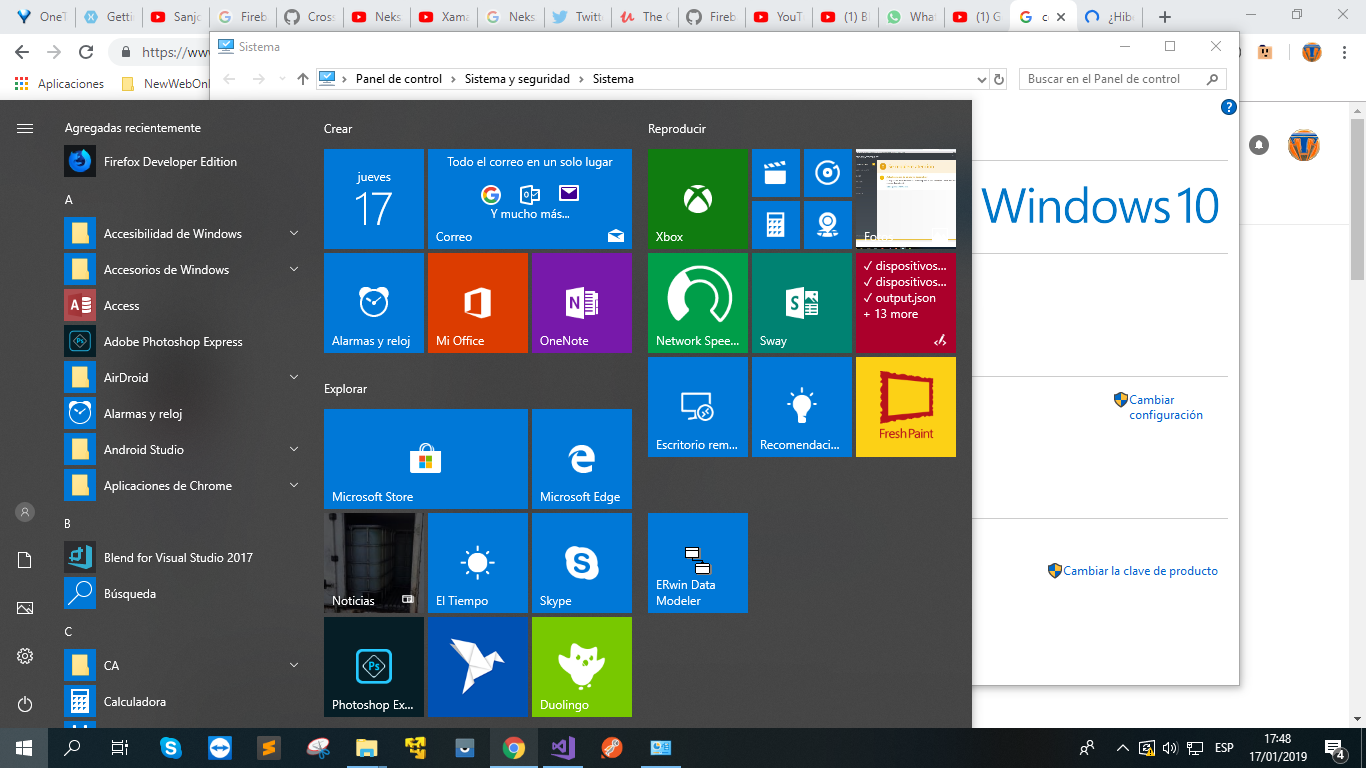 OneT
Getti
Sanjc
Fireb
Cross
Neks
Xama
Neks
Twitt
The C
Fireb
YouT
(1) B
Wha
(1) G
co
¿Hib
Sistema
https://ww
Panel de control
Sistema y seguridad
Sistema
Buscar en el Panel de control
Aplicaciones
NewWebOnl
Agregadas recientemente
Firefox Developer Edition
A
Accesibilidad de Windows
Accesorios de Windows
Access
Adobe Photoshop Express
AirDroid
Alarmas y reloj
Android Studio
Aplicaciones de Chrome
B
Blend for Visual Studio 2017
Búsqueda
C
CA
Calculadora
Crear
jueves
17
Todo el correo en un solo lugar
Y mucho más...
Correo
Alarmas y reloj
Mi Office
OneNote
Explorar
Microsoft Store
Microsoft Edge
Noticias
El Tiempo
Skype
Photoshop Ex...
Duolingo
Reproducir
Xbox
Fotos
Network Spee...
Sway
✓ dispositivos...
✓ dispositivos...
✓ output.json
+ 13 more
Escritorio rem...
Recomendaci...
FreshPaint
ERwin Data
Modeler
Windows 10
Cambiar
configuración
Cambiar la clave de producto
ESP
17:48
17/01/2019
4